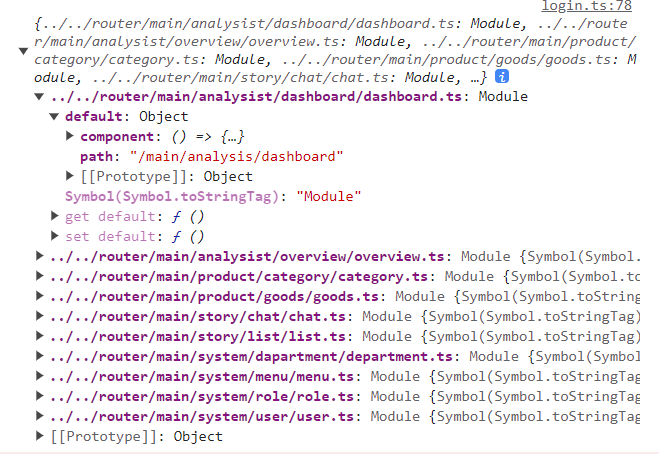 login.ts:78
{../../router/main/analysist/dashboard/dashboard.ts: Module, ../../route
r/main/analysist/overview/overview.ts: Module, ../../router/main/product/
category/category.ts: Module, ../../router/main/product/goods/goods.ts: M
odule, ../../router/main/story/chat/chat.ts: Module, …} i
../../router/main/analysist/dashboard/dashboard.ts: Module
default: Object
component: () => {…}
path: "/main/analysis/dashboard"
[[Prototype]]: Object
Symbol(Symbol.toStringTag): "Module"
get default: ƒ ()
set default: ƒ ()
../../router/main/analysist/overview/overview.ts: Module {Symbol(Symbol.
../../router/main/product/category/category.ts: Module {Symbol(Symbol.to
../../router/main/product/goods/goods.ts: Module {Symbol(Symbol.toString
../../router/main/story/chat/chat.ts: Module {Symbol(Symbol.toStringTag)
../../router/main/story/list/list.ts: Module {Symbol(Symbol.toStringTag)
../../router/main/system/dapartment/department.ts: Module {Symbol(Symbol
../../router/main/system/menu/menu.ts: Module {Symbol(Symbol.toStringTag
../../router/main/system/role/role.ts: Module {Symbol(Symbol.toStringTag
../../router/main/system/user/user.ts: Module {Symbol(Symbol.toStringTag
[[Prototype]]: Object